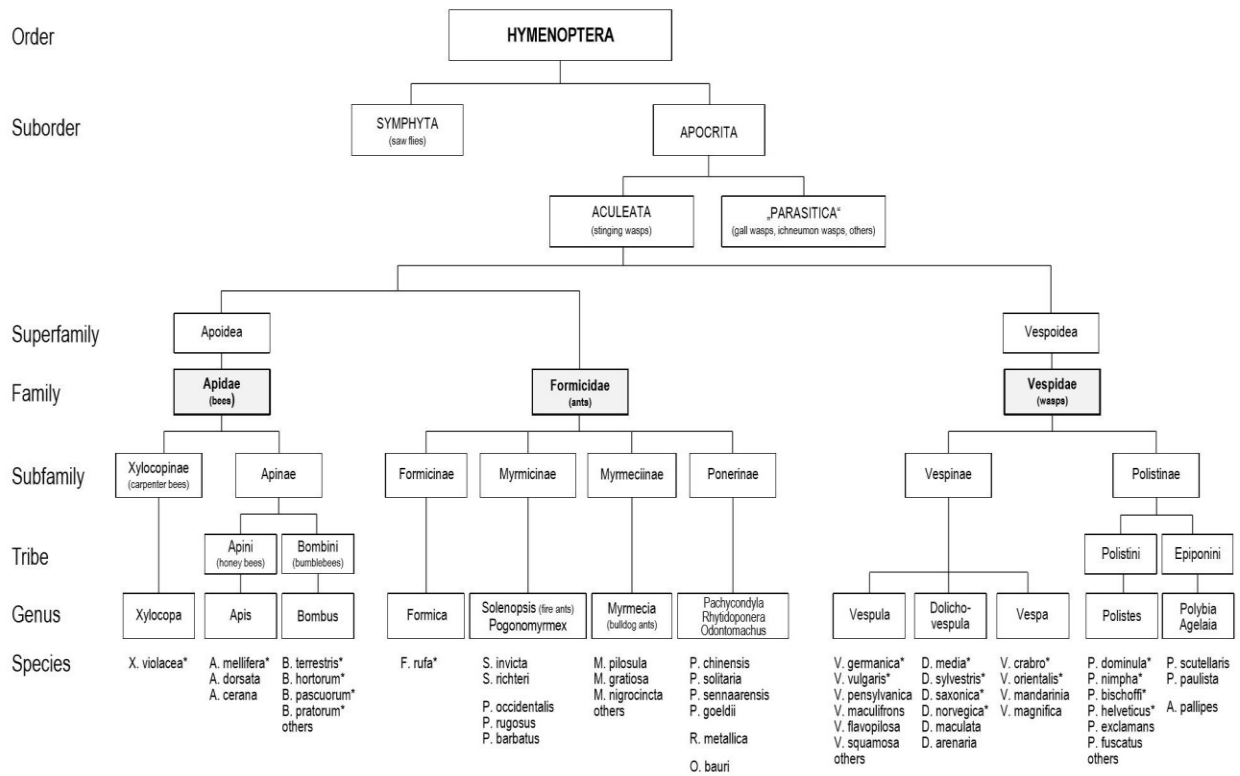 Order
HYMENOPTERA
Suborder
SYMPHYTA
(saw flies)
APOCRITA
ACULEATA
(stinging wasps)
„PARASITICA“
(gall wasps, ichneumon wasps, others)
Superfamily
Apoidea
Vespoidea
Family
Apidae
(bees)
Formicidae
(ants)
Vespidae
(wasps)
Subfamily
Xylocopinae
(carpenter bees)
Apinae
Formicinae
Myrmicinae
Myrmeciinae
Ponerinae
Vespinae
Polistinae
Tribe
Apini
(honey bees)
Bombini
(bumblebees)
Polistini
Epiponini
Genus
Xylocopa
Apis
Bombus
Formica
Solenopsis (fire ants)
Pogonomyrmex
Myrmecia
(bulldog ants)
Pachycondyla
Rhytidoponera
Odontomachus
Vespula
Dolicho-
vespula
Vespa
Polistes
Polybia
Agelaia
Species
X. violacea*
A. mellifera*
A. dorsata
A. cerana
B. terrestris*
B. hortorum*
B. pascuorum*
B. pratorum*
others
F. rufa*
S. invicta
S. richteri
P. occidentalis
P. rugosus
P. barbatus
M. pilosula
M. gratiosa
M. nigrocincta
others
P. chinensis
P. solitaria
P. sennaarensis
P. goeldii
R. metallica
O. bauri
V. germanica*
V. vulgaris*
V. pensylvanica
V. maculifrons
V. flavopilosa
V. squamosa
others
D. media*
D. sylvestris*
D. saxonica*
D. norvegica*
D. maculata
D. arenaria
V. crabro*
V. orientalis*
V. mandarinia
V. magnifica
P. dominula*
P. nimpha*
P. bischoffi*
P. helveticus*
P. exclamans
P. fuscatus
others
P. scutellaris
P. paulista
A. pallipes